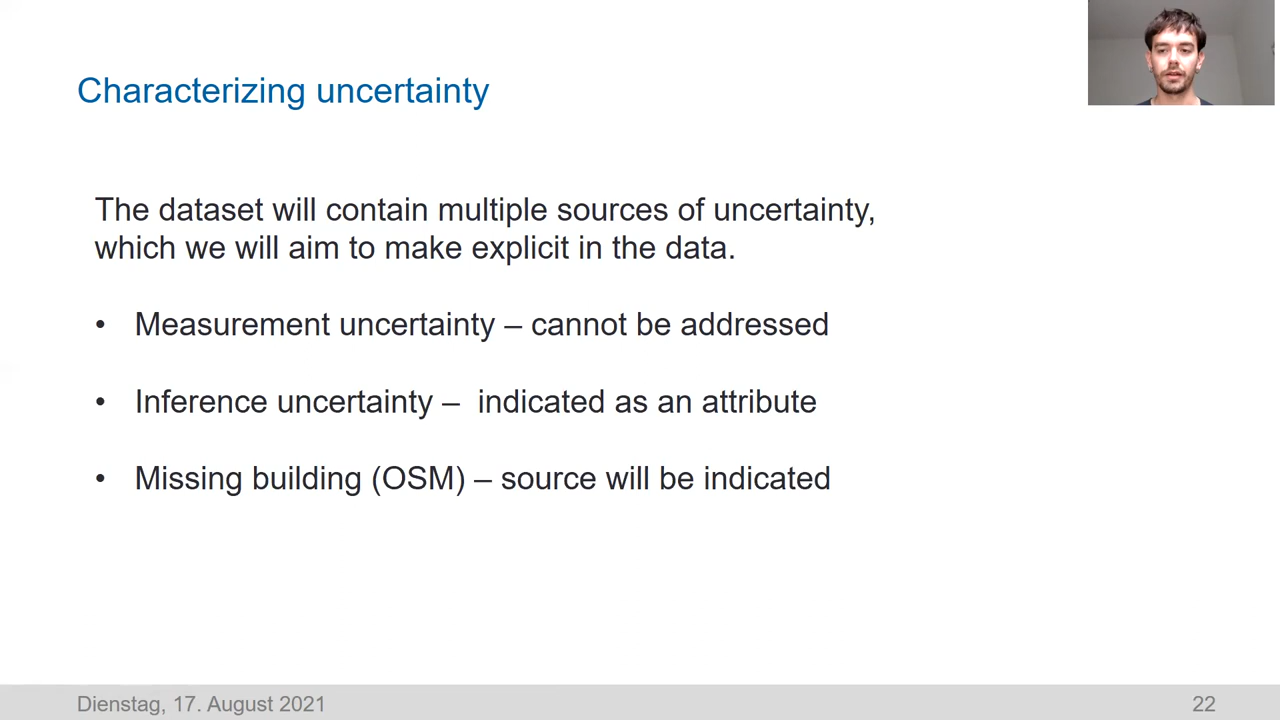 Characterizing uncertainty
The dataset will contain multiple sources of uncertainty,
which we will aim to make explicit in the data.
• Measurement uncertainty – cannot be addressed
• Inference uncertainty – indicated as an attribute
• Missing building (OSM) – source will be indicated
Dienstag, 17. August 2021
22